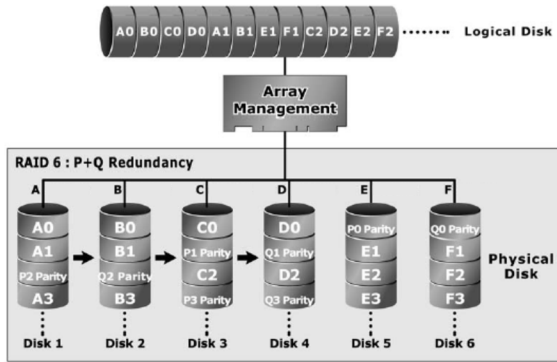 A0 B0 C0 D0 A1 B1 E1 F1 C2 D2 E2 F2 Logical Disk
Array
Management
RAID 6 : P+Q Redundancy
A B C D E F
A0 B0 C0 D0 P0 Parity Q0 Parity
A1 B1 P1 Parity Q1 Parity E1 F1
P2 Parity Q2 Parity C2 D2 E2 F2
A3 B3 P3 Parity Q3 Parity E3 F3
Physical
Disk
Disk 1 Disk 2 Disk 3 Disk 4 Disk 5 Disk 6